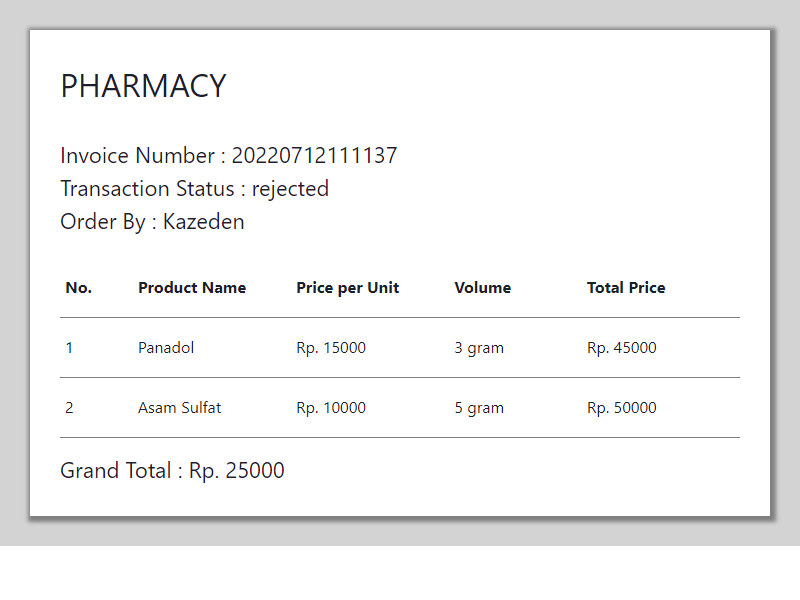 PHARMACY
Invoice Number : 20220712111137
Transaction Status : rejected
Order By : Kazeden
No. Product Name Price per Unit Volume Total Price
1 Panadol Rp. 15000 3 gram Rp. 45000
2 Asam Sulfat Rp. 10000 5 gram Rp. 50000
Grand Total : Rp. 25000